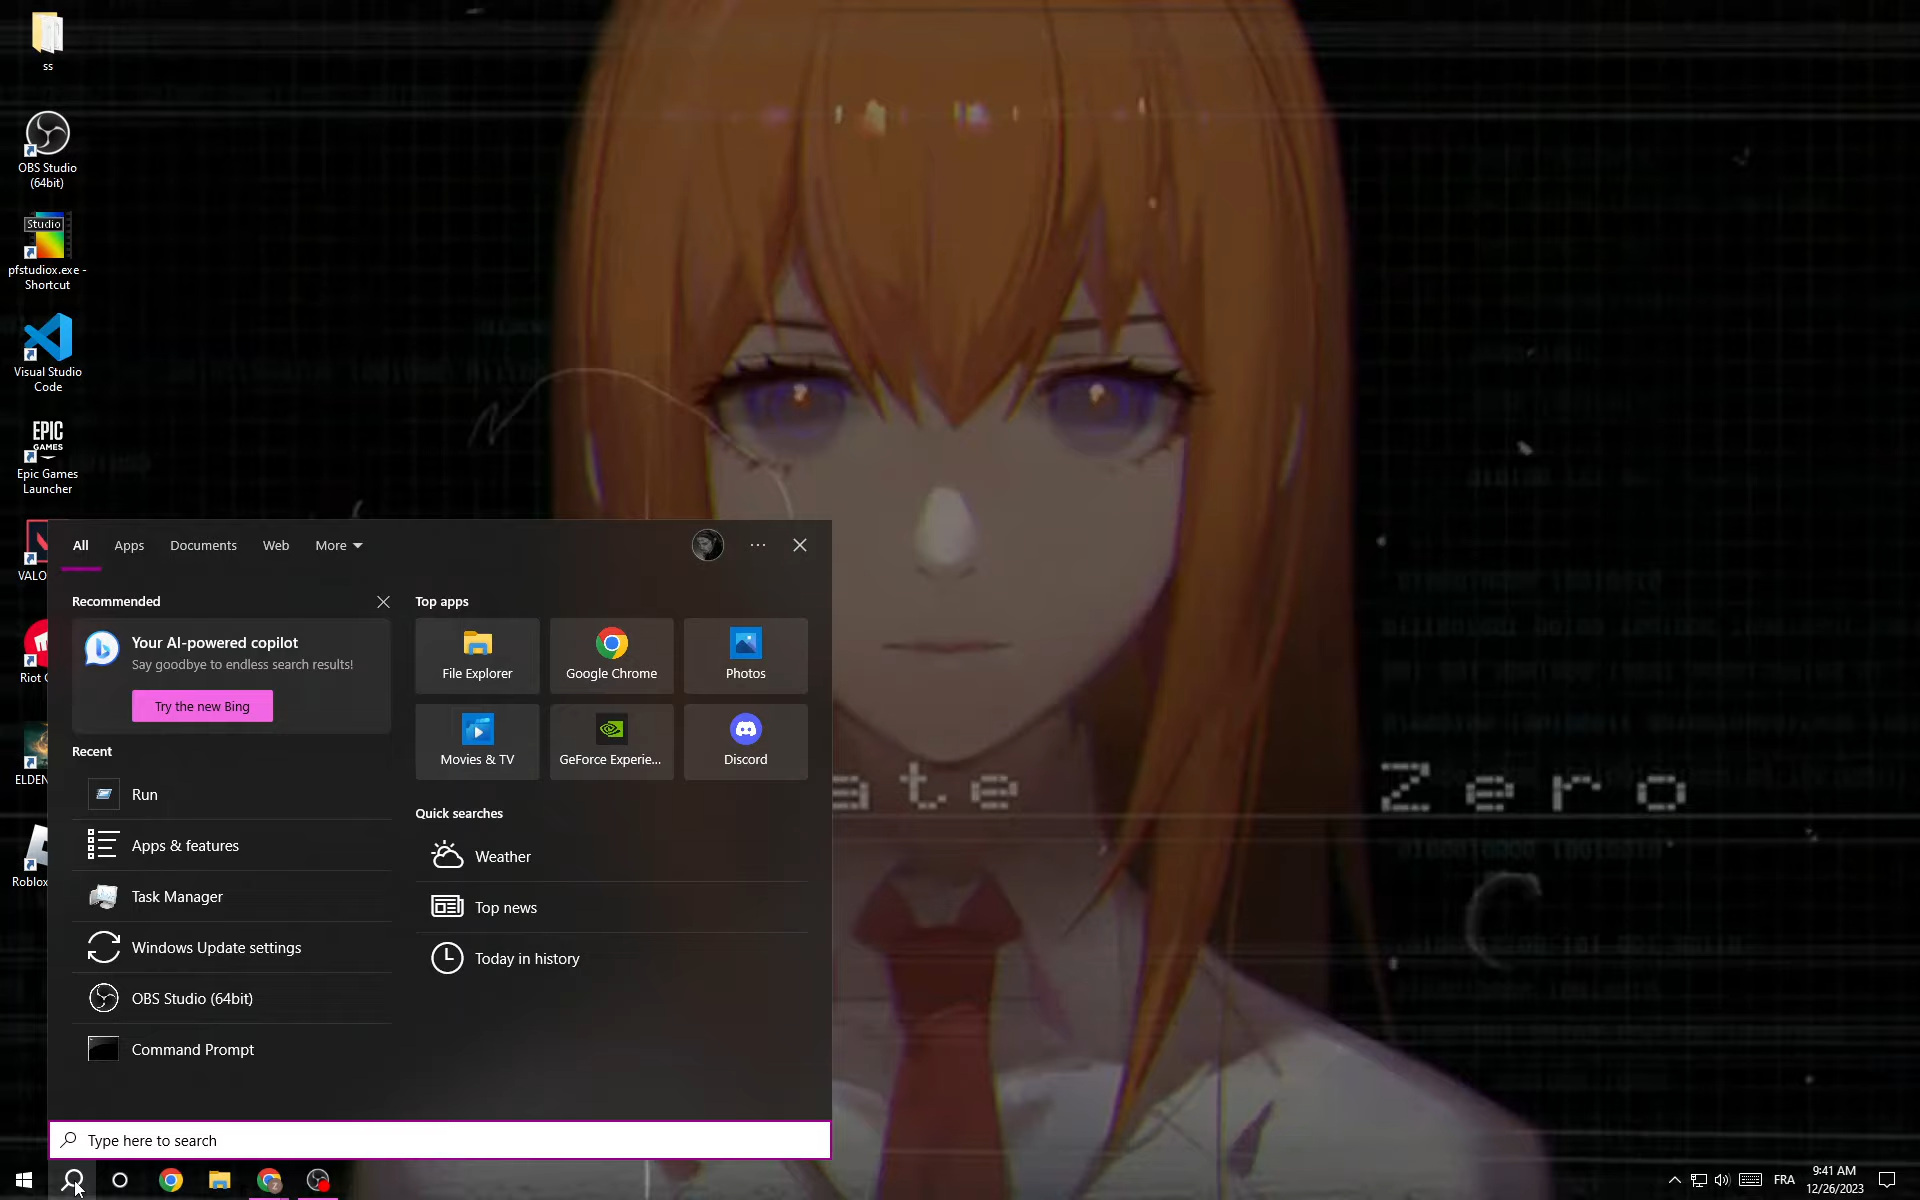 ss
OBS Studio
(64bit)
Studio
pfstudiox.exe -
Shortcut
Visual Studio
Code
EPIC
GAMES
Epic Games
Launcher
VALO
Riot
ELDEN
Roblox
All
Apps
Documents
Web
More
Recommended
Your AI-powered copilot
Say goodbye to endless search results!
Try the new Bing
Recent
Run
Apps & features
Task Manager
Windows Update settings
OBS Studio (64bit)
Command Prompt
Top apps
File Explorer
Google Chrome
Photos
Movies & TV
GeForce Experie...
Discord
Quick searches
Weather
Top news
Today in history
ate Zero
Type here to search
FRA
9:41 AM
12/26/2023